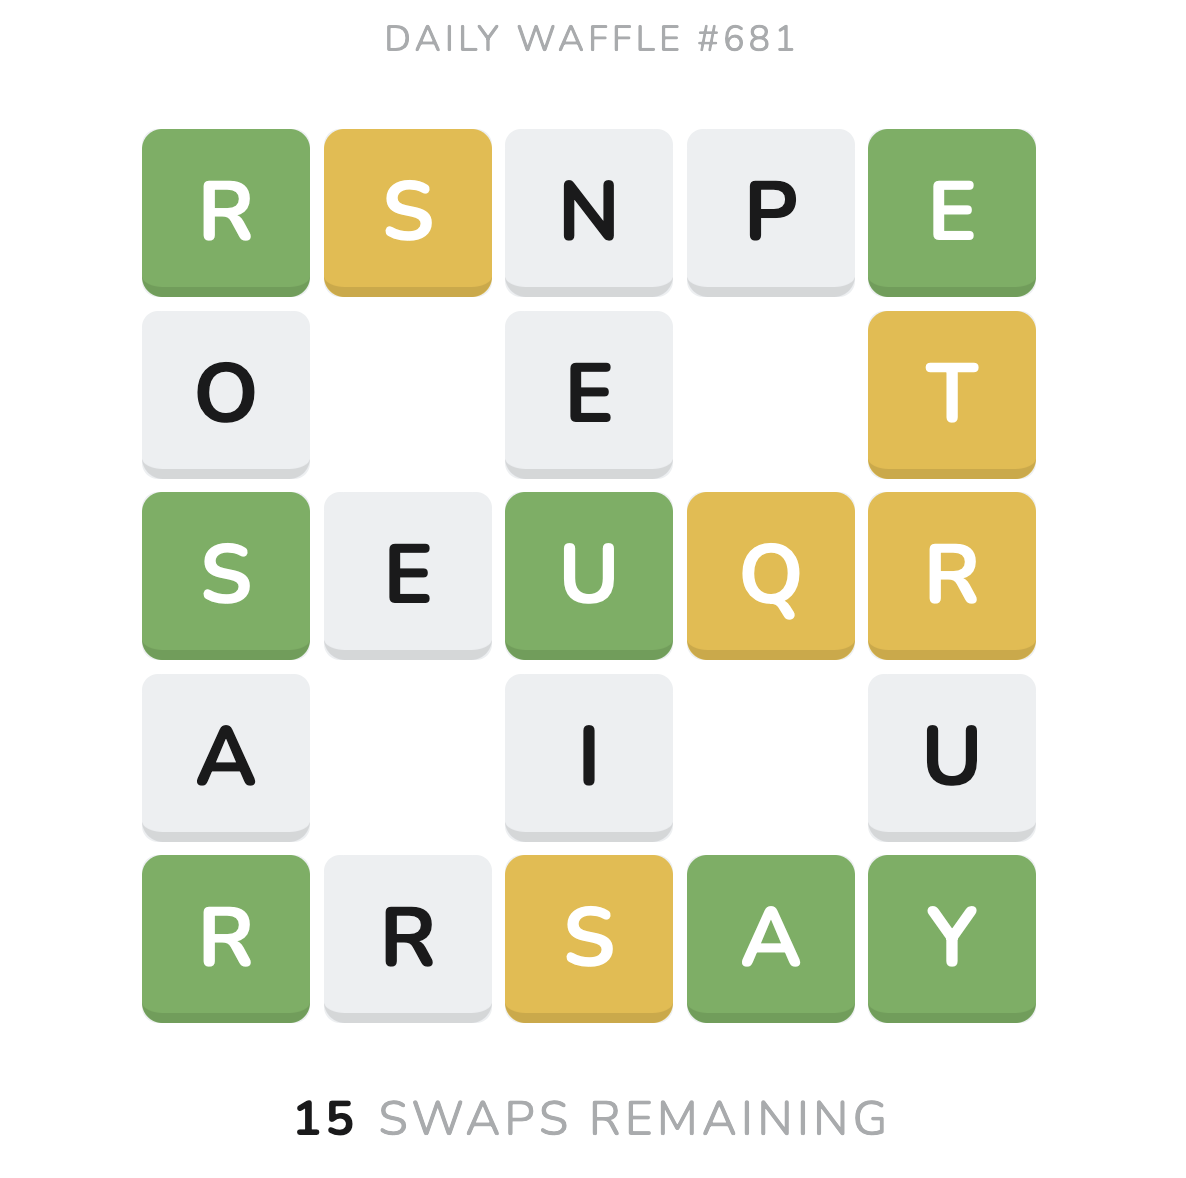 DAILY WAFFLE #681
R S N P E
O E T
S E U Q R
A I U
R R S A Y
15 SWAPS REMAINING